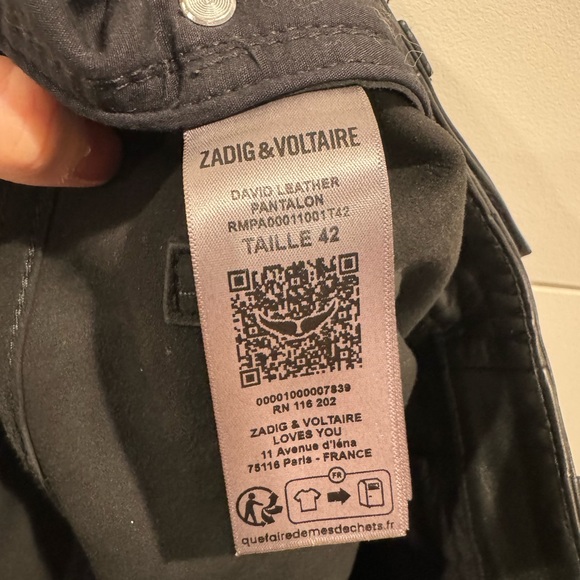 ZADIG & VOLTAIRE
DAVID LEATHER
PANTALON
RMPA00011001T42
TAILLE 42
00001000007839
RN 116 202
ZADIG & VOLTAIRE
LOVES YOU
11 Avenue d'Iéna
75116 Paris - FRANCE
FR
quefairedemesdechets.fr